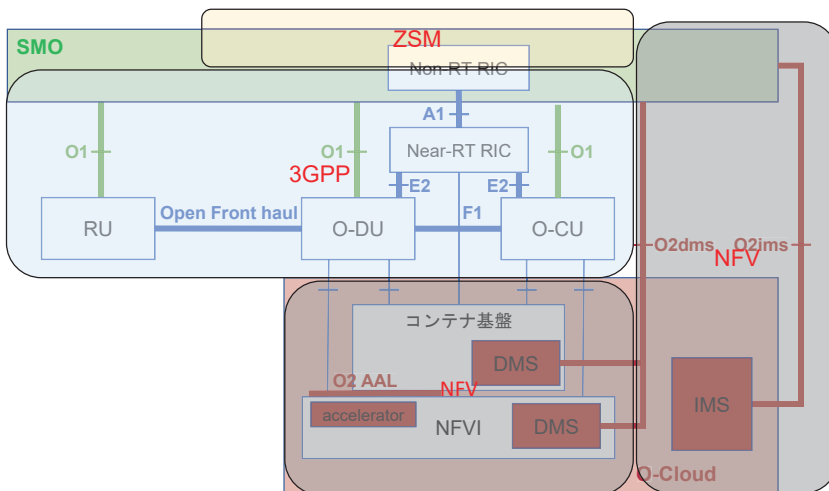 ZSM
SMO
Non-RT RIC
A1
O1
O1
Near-RT RIC
O1
3GPP
E2
E2
RU
Open Front haul
O-DU
F1
O-CU
O2dms
O2ims
NFV
コンテナ基盤
DMS
O2 AAL
NFV
accelerator
NFVI
DMS
IMS
O-Cloud